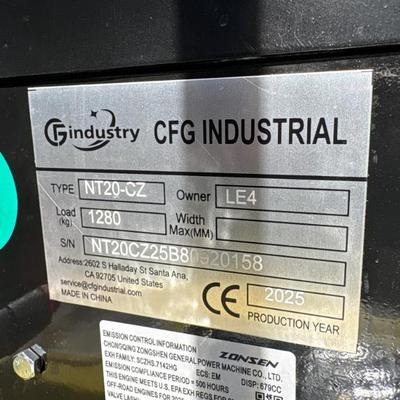 CFindustry CFG INDUSTRIAL
TYPE NT20-CZ Owner LE4
Load (kg) 1280 Width Max(MM)
S/N NT20CZ25B80920158
Address:2602 S Halladay St Santa Ana,
CA 92705 United States
service@cfgindustrial.com
MADE IN CHINA
CE 2025
PRODUCTION YEAR
EMISSION CONTROL INFORMATION ZONSEN
CHONGQING ZONGSHEN GENERAL POWER MACHINE CO., LTD.
EXH FAMILY: SCZHS.7142HG ECS: EM DISP: 679CC
EMISSION COMPLIANCE PERIOD = 500 HOURS
THIS ENGINE MEETS U.S. EPA EXH
OFF-ROAD ENGINES FOR
VALVE LASH